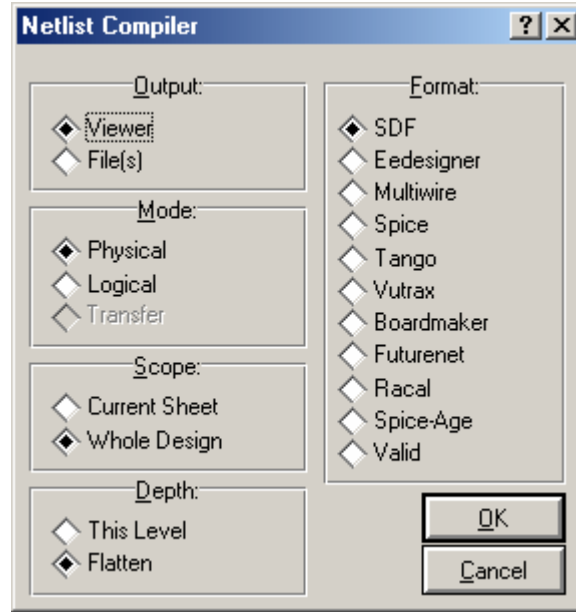 Netlist Compiler
Output:
Viewer
File(s)
Mode:
Physical
Logical
Transfer
Scope:
Current Sheet
Whole Design
Depth:
This Level
Flatten
Format:
SDF
Eedesigner
Multiwire
Spice
Tango
Vutrax
Boardmaker
Futurenet
Racal
Spice-Age
Valid
OK
Cancel